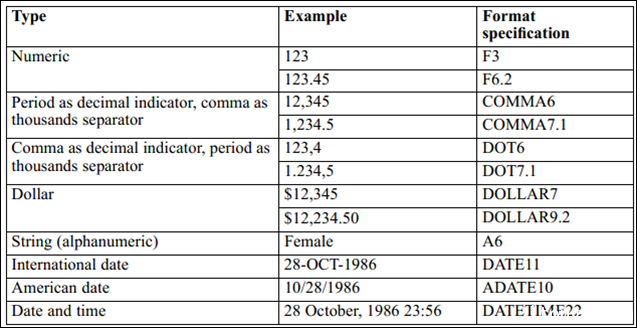 Type Example Format
specification
Numeric 123 F3
123.45 F6.2
Period as decimal indicator, comma as 12,345 COMMA6
thousands separator 1,234.5 COMMA7.1
Comma as decimal indicator, period as 123,4 DOT6
thousands separator 1.234,5 DOT7.1
Dollar $12,345 DOLLAR7
$12,234.50 DOLLAR9.2
String (alphanumeric) Female A6
International date 28-OCT-1986 DATE11
American date 10/28/1986 ADATE10
Date and time 28 October, 1986 23:56 DATETIME22